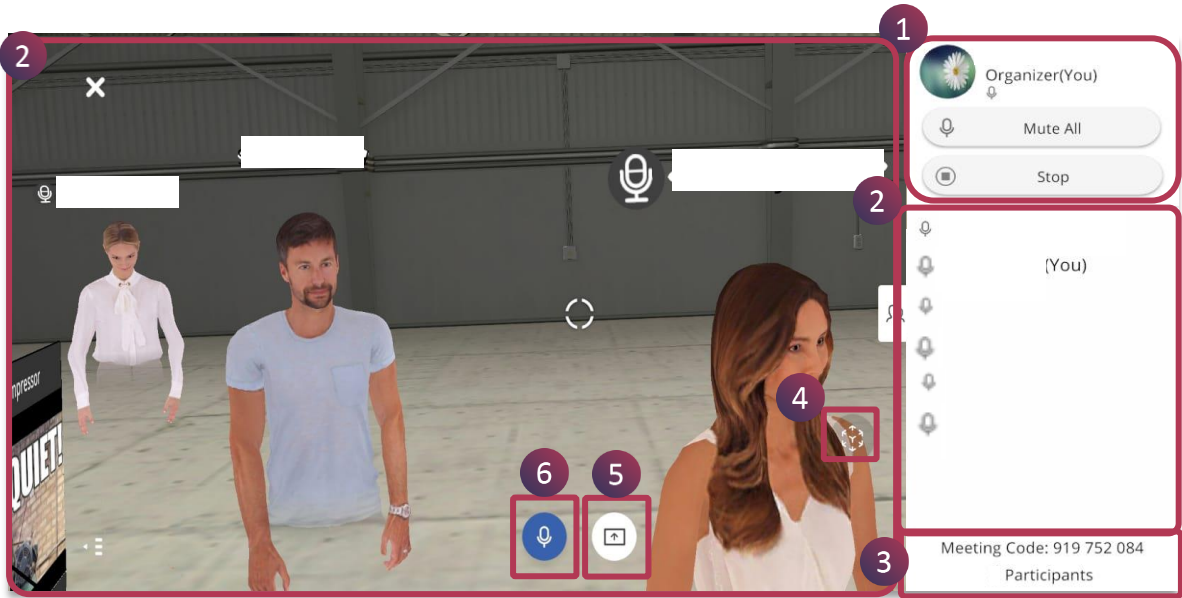 2
1
Organizer(You)
Mute All
Stop
2
(You)
mpressor
QUIET!
4
6
5
3
Meeting Code: 919 752 084
Participants